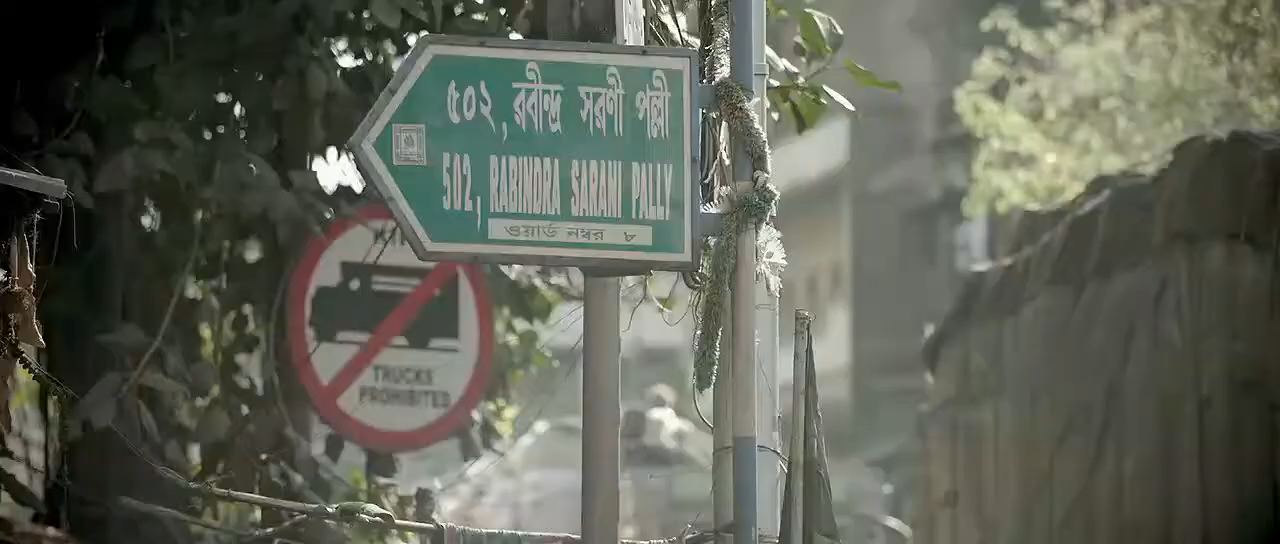 ৫০২, রবীন্দ্র সরণী পল্লী
502, RABINDRA SARANI PALLY
ওয়ার্ড নম্বর ৮
TRUCKS
PROHIBITED